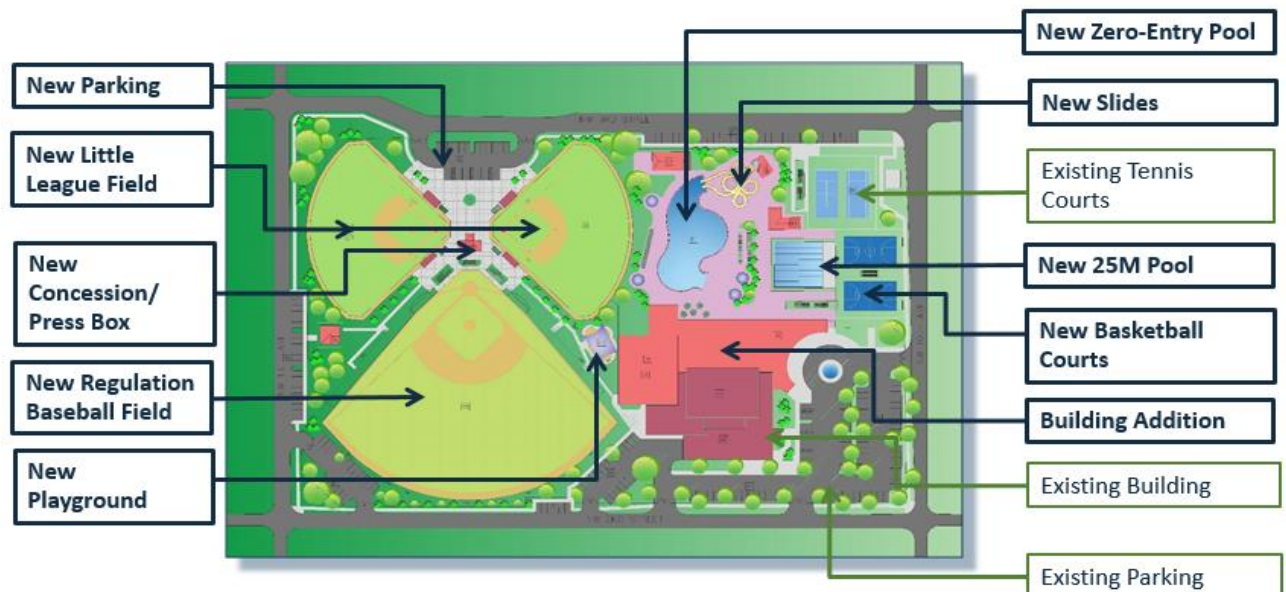 New Parking
New Little
League Field
New
Concession/
Press Box
New Regulation
Baseball Field
New
Playground
New Zero-Entry Pool
New Slides
Existing Tennis
Courts
New 25M Pool
New Basketball
Courts
Building Addition
Existing Building
Existing Parking